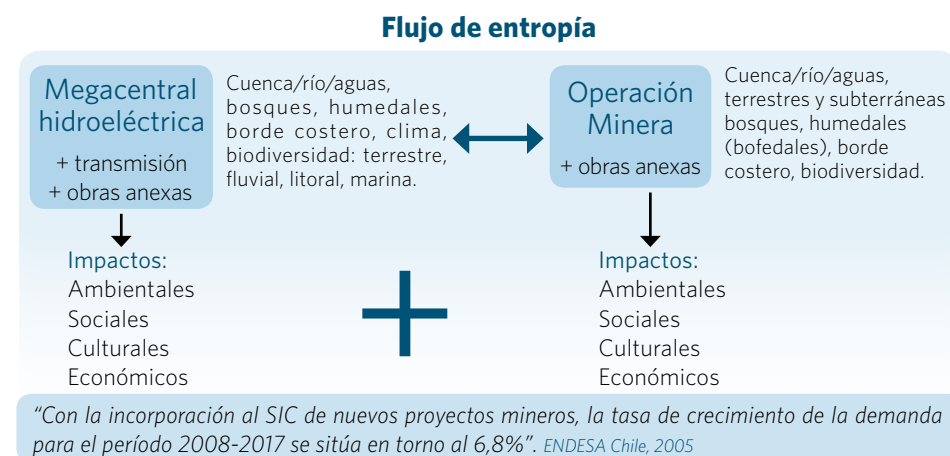 Flujo de entropía
Megacentral
hidroeléctrica
+ transmisión
+ obras anexas
Cuenca/río/aguas,
bosques, humedales,
borde costero, clima,
biodiversidad: terrestre,
fluvial, litoral, marina.
Operación
Minera
+ obras anexas
Cuenca/río/aguas,
terrestres y subterráneas
bosques, humedales
(bofedales), borde
costero, biodiversidad.
Impactos:
Ambientales
Sociales
Culturales
Económicos
+
Impactos:
Ambientales
Sociales
Culturales
Económicos
“Con la incorporación al SIC de nuevos proyectos mineros, la tasa de crecimiento de la demanda
para el período 2008-2017 se sitúa en torno al 6,8%”. ENDESA Chile, 2005